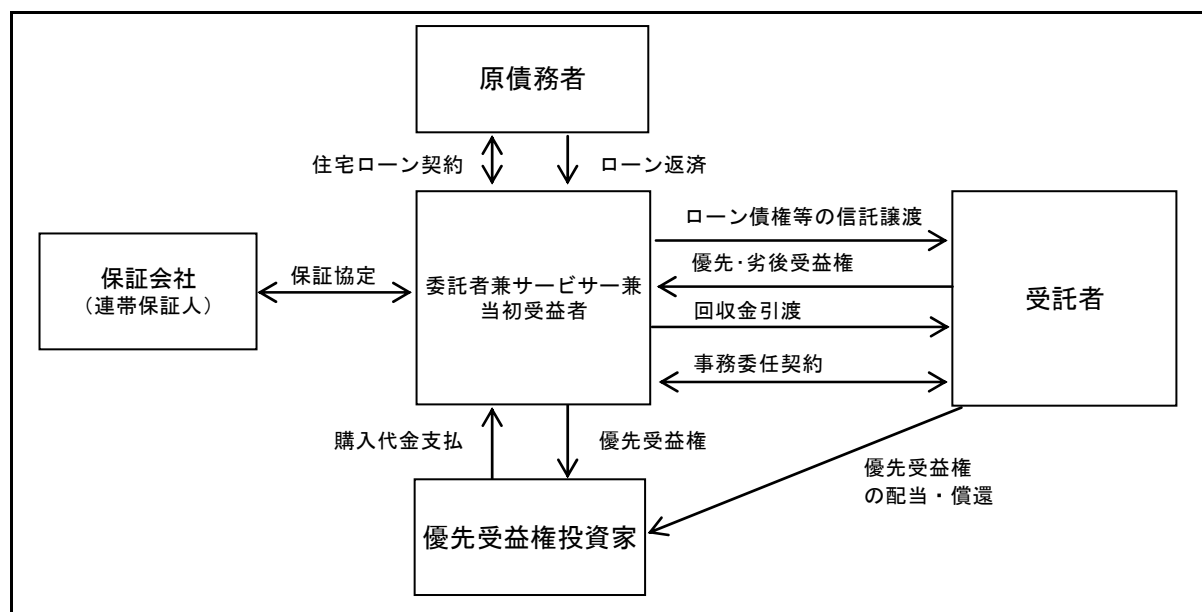 原債務者
住宅ローン契約
ローン返済
ローン債権等の信託譲渡
保証会社
(連帯保証人)
保証協定
委託者兼サービサー兼
当初受益者
優先･劣後受益権
受託者
回収金引渡
事務委任契約
購入代金支払
優先受益権
優先受益権
の配当・償還
優先受益権投資家